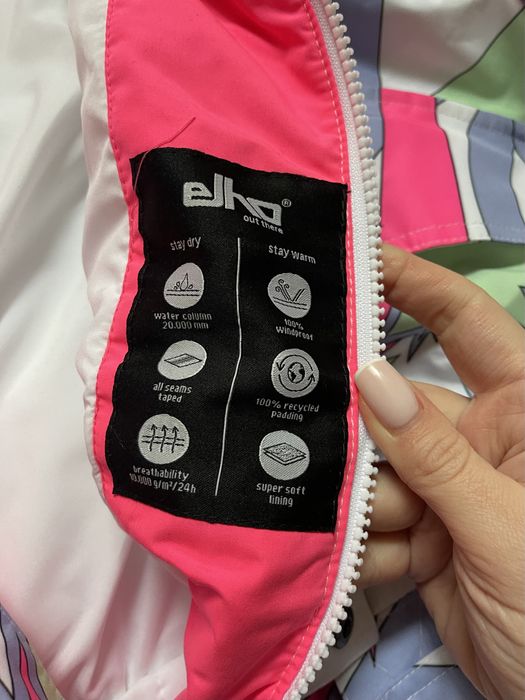 elho®
out there
stay dry
water column
20.000 mm
all seams
taped
breathability
10.000 g/m²/24h
stay warm
100%
windproof
100% recycled
padding
super soft
lining